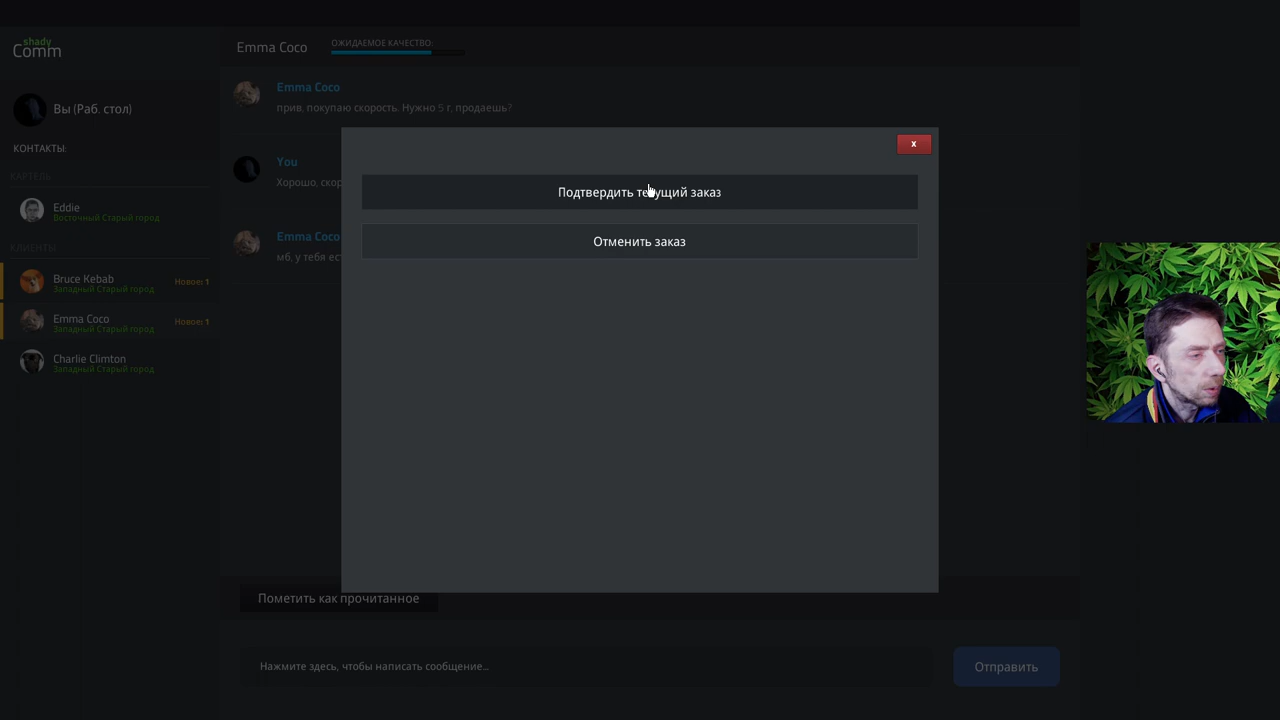 shady
Comm
Emma Coco
ОЖИДАЕМОЕ КАЧЕСТВО:
Вы (Раб. стол)
КОНТАКТЫ:
КАРТЕЛЬ
Eddie
Восточный Старый город
КЛИЕНТЫ
Bruce Kebab
Западный Старый город
Новое: 1
Emma Coco
Западный Старый город
Новое: 1
Charlie Climton
Западный Старый город
Emma Coco
прив. покупаю скорость. Нужно 5 г, продаешь?
You
Хорошо, скор
Emma Coco
мб, у тебя ес
x
Подтвердить текущий заказ
Отменить заказ
Пометить как прочитанное
Нажмите здесь, чтобы написать сообщение...
Отправить